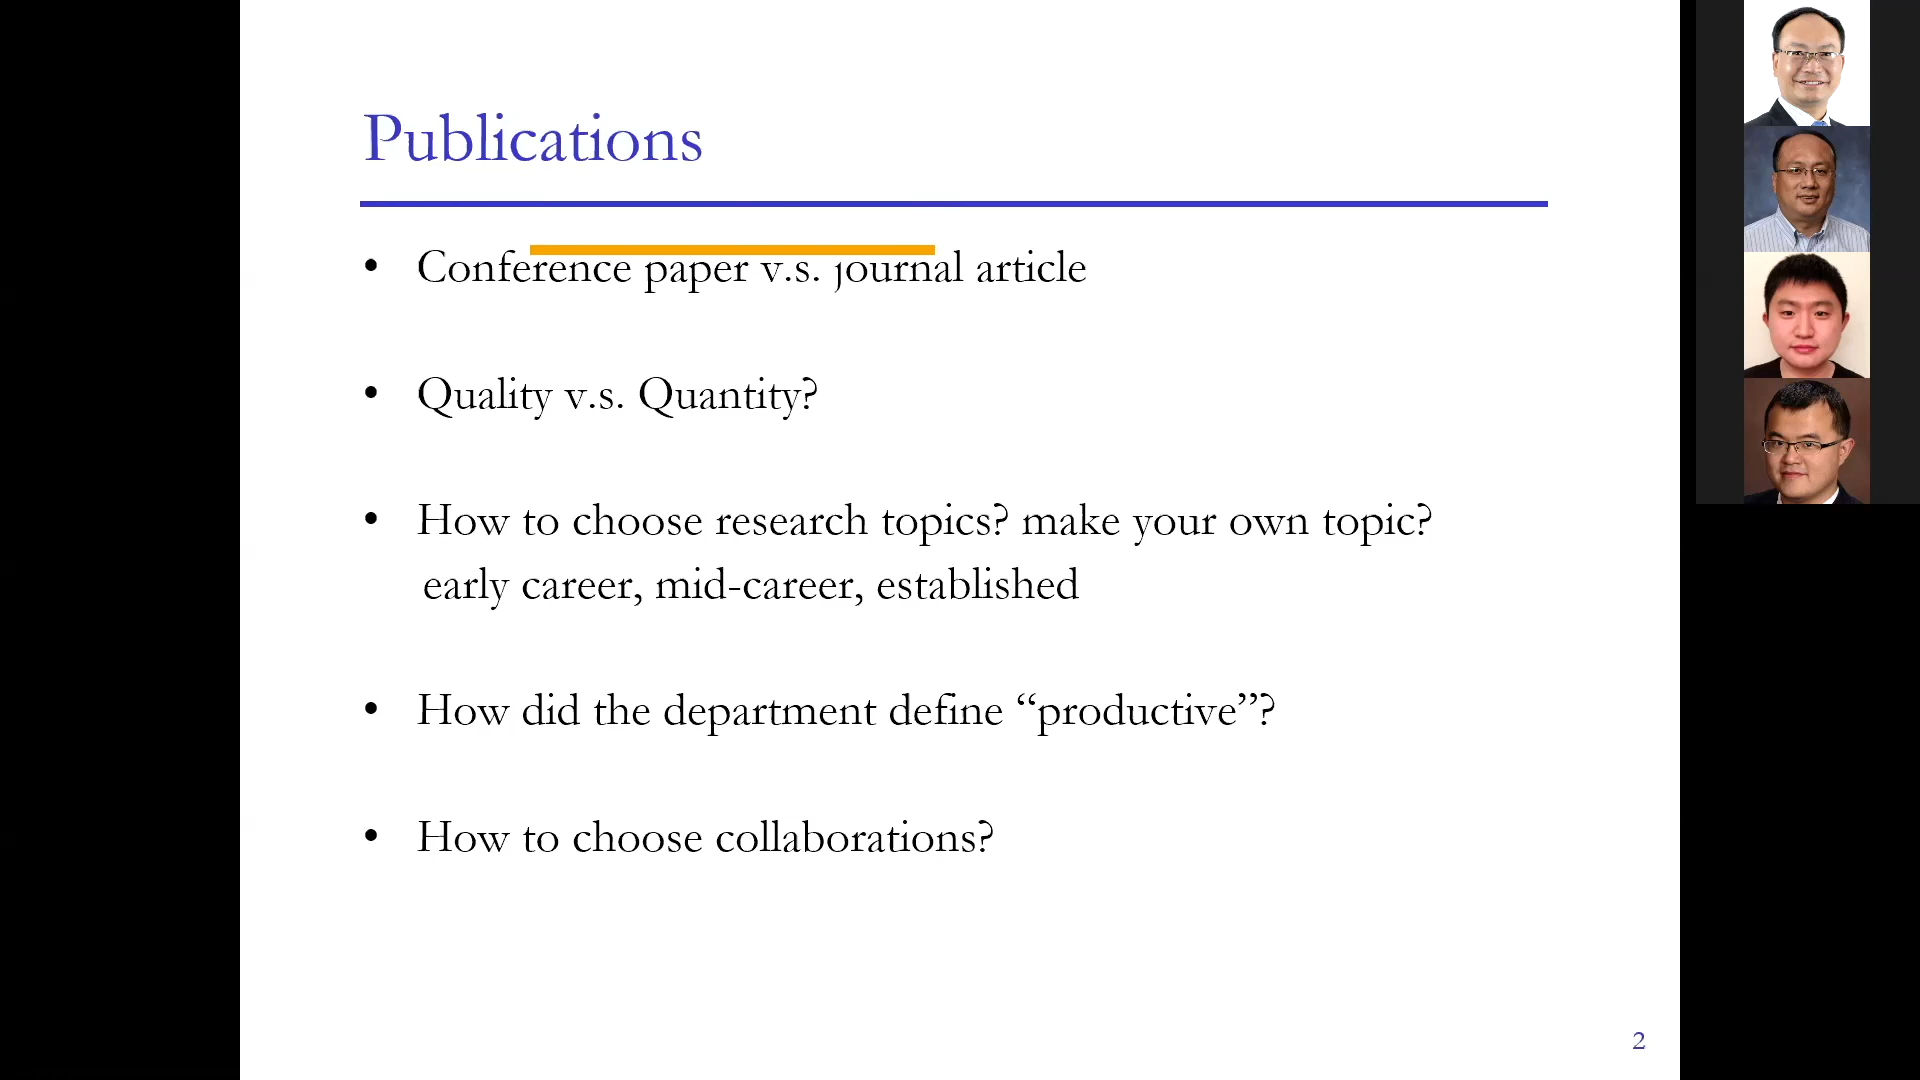 Publications
• Conference paper v.s. journal article
• Quality v.s. Quantity?
• How to choose research topics? make your own topic?
early career, mid-career, established
• How did the department define “productive”?
• How to choose collaborations?
2